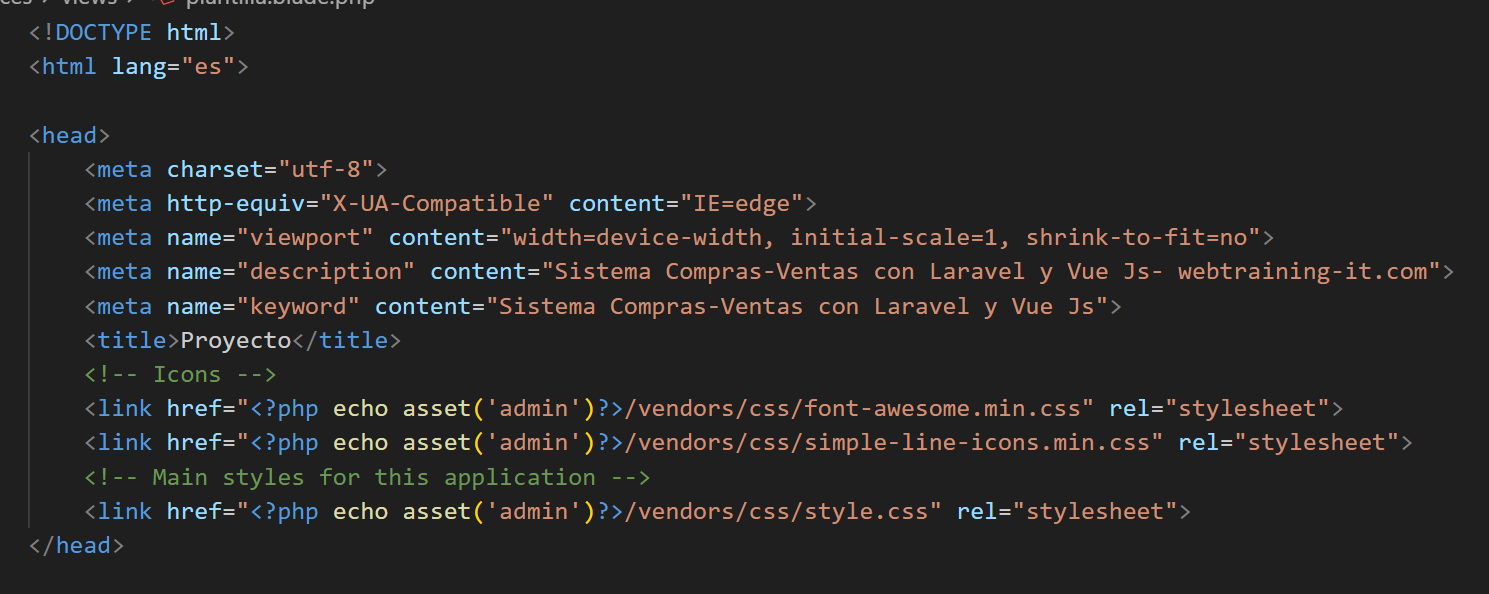 ces > views > plantilla.blade.php
<!DOCTYPE html>
<html lang="es">
<head>
<meta charset="utf-8">
<meta http-equiv="X-UA-Compatible" content="IE=edge">
<meta name="viewport" content="width=device-width, initial-scale=1, shrink-to-fit=no">
<meta name="description" content="Sistema Compras-Ventas con Laravel y Vue Js- webtraining-it.com">
<meta name="keyword" content="Sistema Compras-Ventas con Laravel y Vue Js">
<title>Proyecto</title>
<!-- Icons -->
<link href="<?php echo asset('admin')?>/vendors/css/font-awesome.min.css" rel="stylesheet">
<link href="<?php echo asset('admin')?>/vendors/css/simple-line-icons.min.css" rel="stylesheet">
<!-- Main styles for this application -->
<link href="<?php echo asset('admin')?>/vendors/css/style.css" rel="stylesheet">
</head>